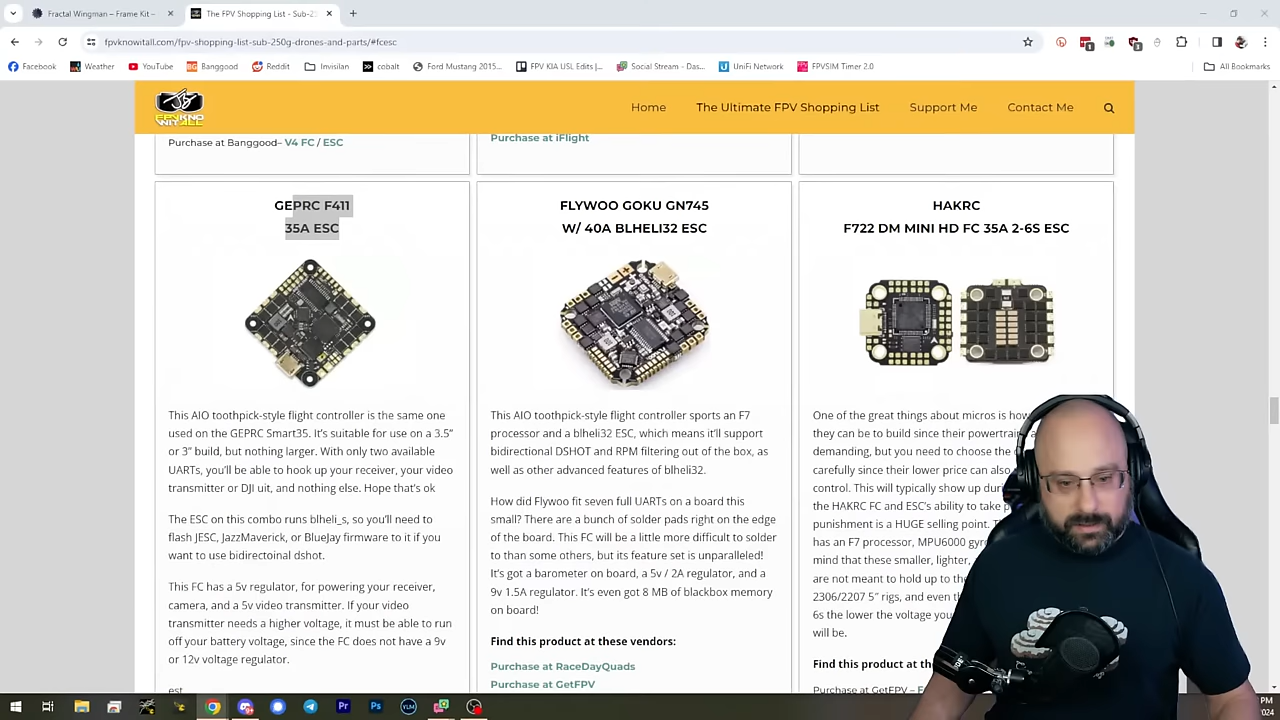 Fractal Wingman – Frame Kit –
The FPV Shopping List - Sub-2
fpvknowitall.com/fpv-shopping-list-sub-250g-drones-and-parts/#fcesc
Facebook
Weather
YouTube
Banggood
Reddit
Invisilan
cobalt
Ford Mustang 2015...
FPV KIA USL Edits |...
Social Stream - Das...
UniFi Network
FPVSIM Timer 2.0
All Bookmarks
Home
The Ultimate FPV Shopping List
Support Me
Contact Me
Purchase at Banggood– V4 FC / ESC
Purchase at iFlight
GEPRC F411
35A ESC
This AIO toothpick-style flight controller is the same one
used on the GEPRC Smart35. It's suitable for use on a 3.5"
or 3" build, but nothing larger. With only two available
UARTs, you'll be able to hook up your receiver, your video
transmitter or DJI uit, and nothing else. Hope that's ok
The ESC on this combo runs blheli_s, so you'll need to
flash JESC, JazzMaverick, or BlueJay firmware to it if you
want to use bidirectoinal dshot.
This FC has a 5v regulator, for powering your receiver,
camera, and a 5v video transmitter. If your video
transmitter needs a higher voltage, it must be able to run
off your battery voltage, since the FC does not have a 9v
or 12v voltage regulator.
est
FLYWOO GOKU GN745
W/ 40A BLHELI32 ESC
This AIO toothpick-style flight controller sports an F7
processor and a blheli32 ESC, which means it'll support
bidirectional DSHOT and RPM filtering out of the box, as
well as other advanced features of blheli32.
How did Flywoo fit seven full UARTs on a board this
small? There are a bunch of solder pads right on the edge
of the board. This FC will be a little more difficult to solder
to than some others, but its feature set is unparalleled!
It's got a barometer on board, a 5v / 2A regulator, and a
9v 1.5A regulator. It's even got 8 MB of blackbox memory
on board!
Find this product at these vendors:
Purchase at RaceDayQuads
Purchase at GetFPV
HAKRC
F722 DM MINI HD FC 35A 2-6S ESC
One of the great things about micros is how
they can be to build since their powertrain
demanding, but you need to choose the
carefully since their lower price can also
control. This will typically show up
the HAKRC FC and ESC's ability to take
punishment is a HUGE selling point.
has an F7 processor, MPU6000
mind that these smaller, lighter,
are not meant to hold up to the
2306/2207 5" rigs, and even
6s the lower the voltage you
will be.
Find this product at
Purchase at GetFPV –
PM
2024